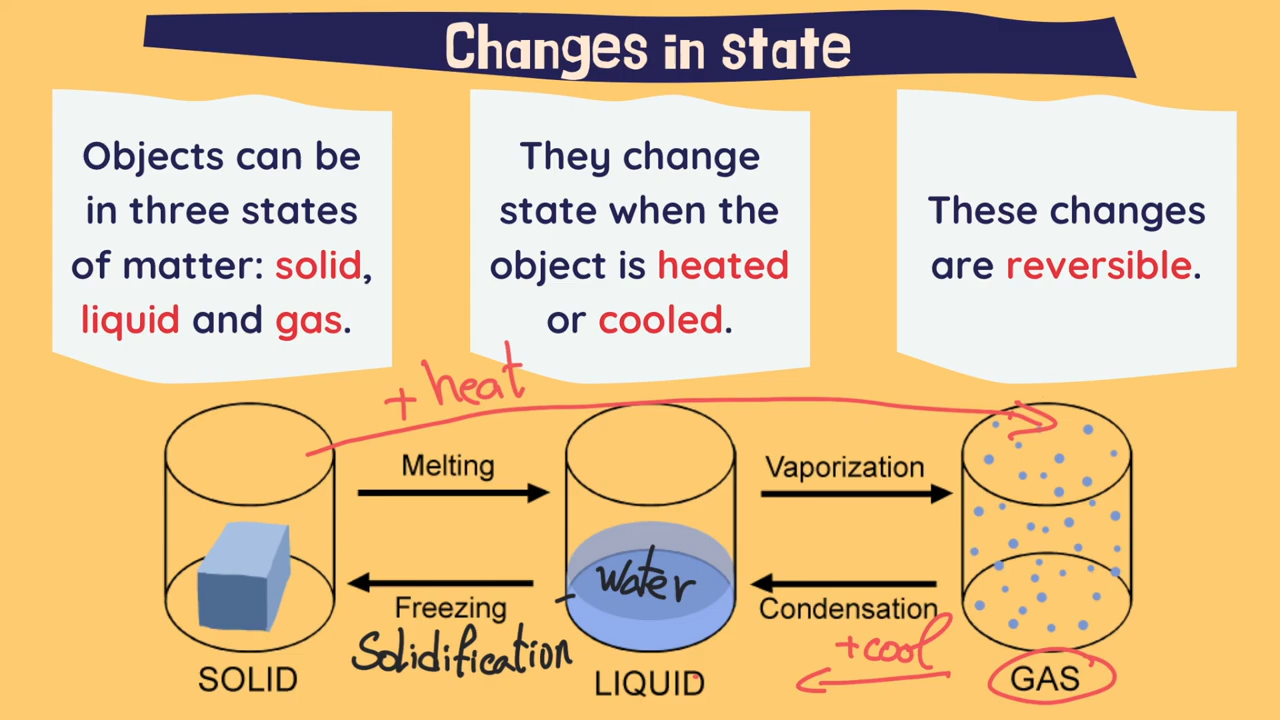 Changes in state
Objects can be
in three states
of matter: solid,
liquid and gas.
They change
state when the
object is heated
or cooled.
These changes
are reversible.
+ heat
Melting
Vaporization
water
Freezing
Condensation
Solidification
+cool
SOLID
LIQUID
GAS